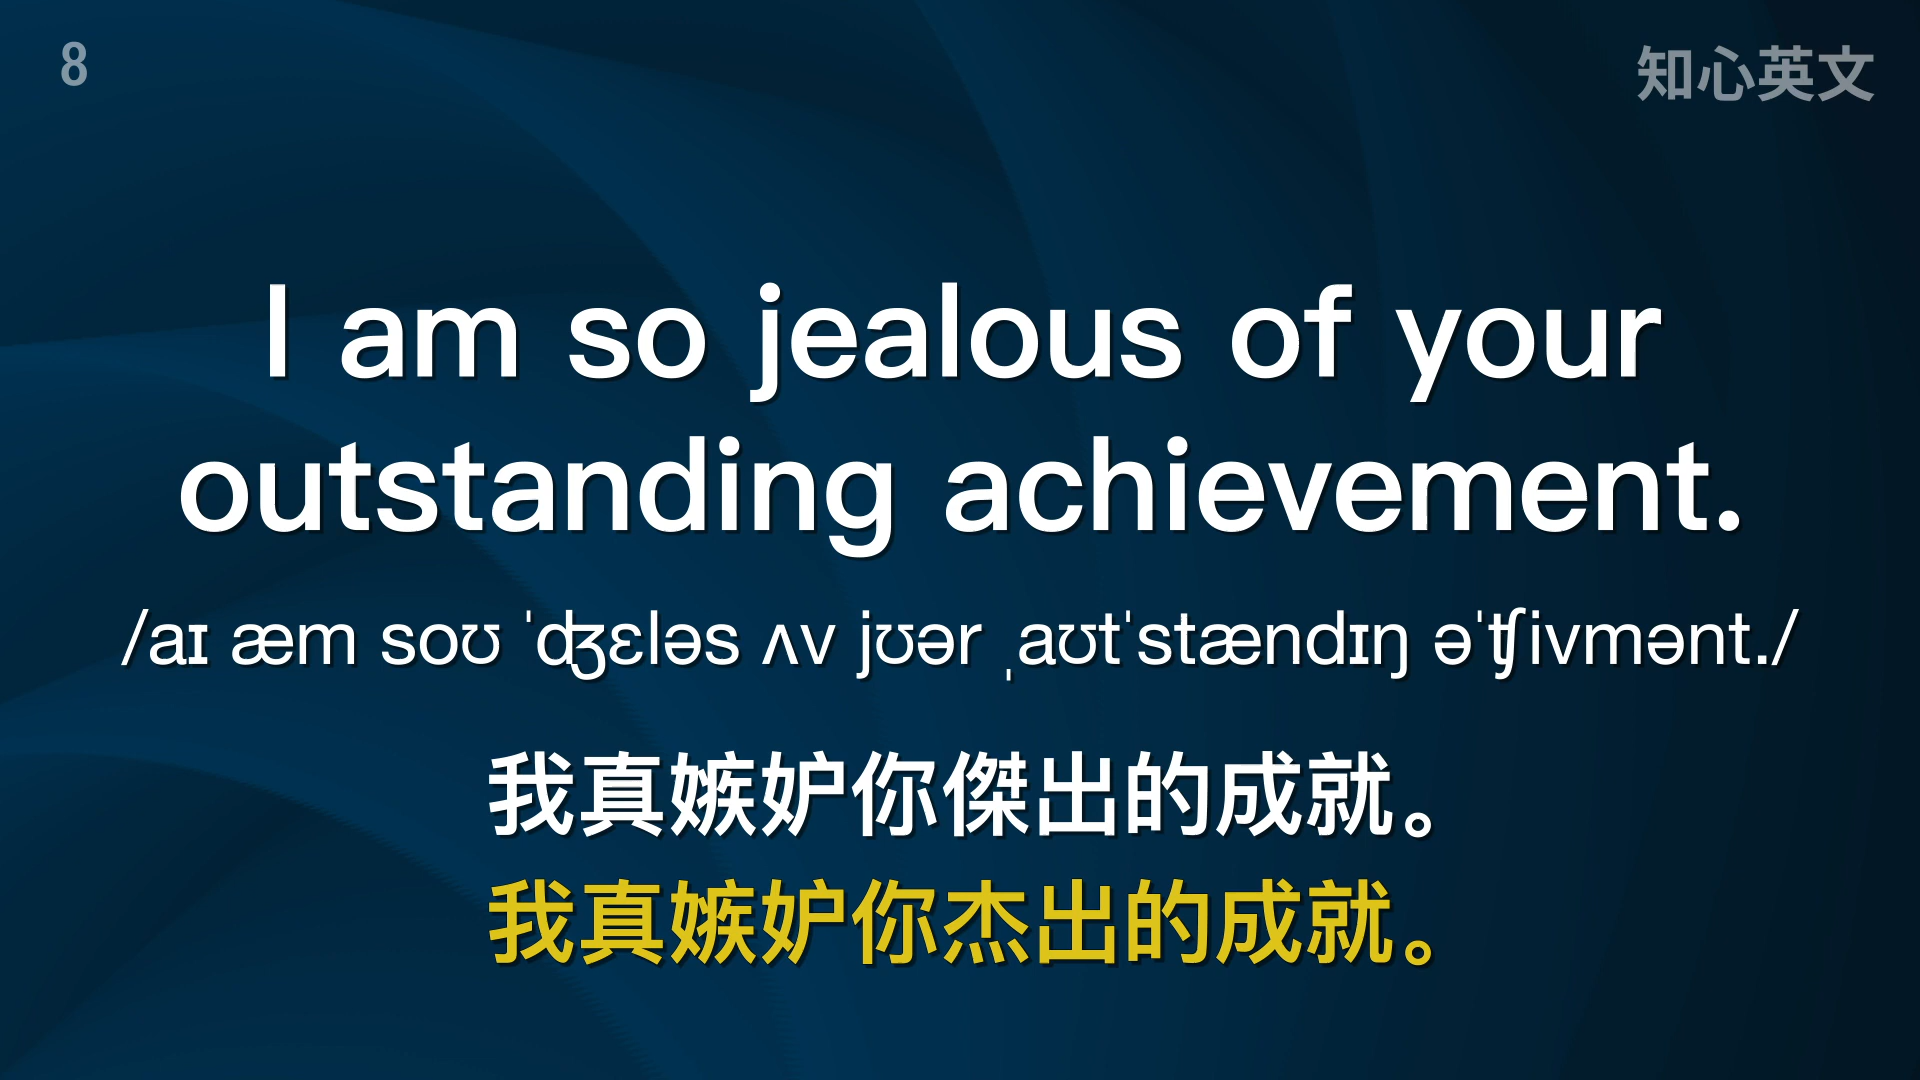 8
知心英文
I am so jealous of your
outstanding achievement.
/aɪ æm soʊ ˈʤɛləs ʌv jʊər ˌaʊtˈstændɪŋ əˈʧivmənt./
我真嫉妒你傑出的成就。
我真嫉妒你杰出的成就。